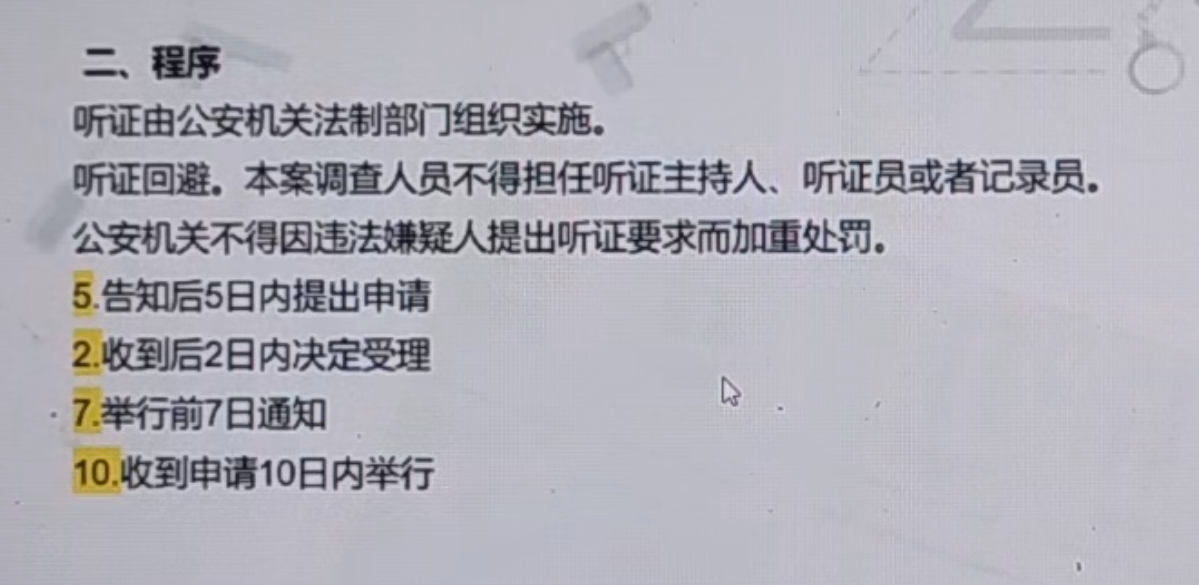 二、程序
听证由公安机关法制部门组织实施。
听证回避。本案调查人员不得担任听证主持人、听证员或者记录员。
公安机关不得因违法嫌疑人提出听证要求而加重处罚。
5.告知后5日内提出申请
2.收到后2日内决定受理
7.举行前7日通知
10.收到申请10日内举行